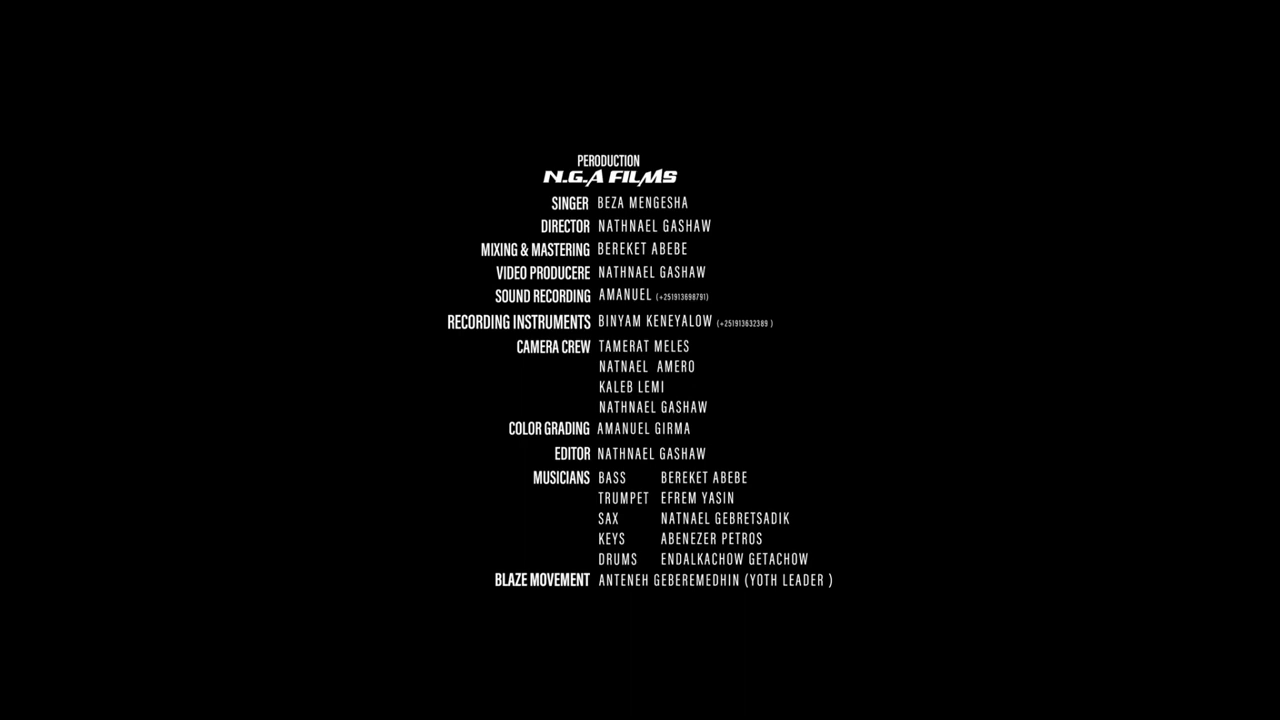 PERODUCTION
N.G.A FILMS
SINGER BEZA MENGESHA
DIRECTOR NATHNAEL GASHAW
MIXING & MASTERING BEREKET ABEBE
VIDEO PRODUCERE NATHNAEL GASHAW
SOUND RECORDING AMANUEL (+251913698791)
RECORDING INSTRUMENTS BINYAM KENEYALOW (+251913632389 )
CAMERA CREW TAMERAT MELES
NATNAEL AMERO
KALEB LEMI
NATHNAEL GASHAW
COLOR GRADING AMANUEL GIRMA
EDITOR NATHNAEL GASHAW
MUSICIANS BASS BEREKET ABEBE
TRUMPET EFREM YASIN
SAX NATNAEL GEBRETSADIK
KEYS ABENEZER PETROS
DRUMS ENDALKACHOW GETACHOW
BLAZE MOVEMENT ANTENEH GEBEREMEDHIN (YOTH LEADER )